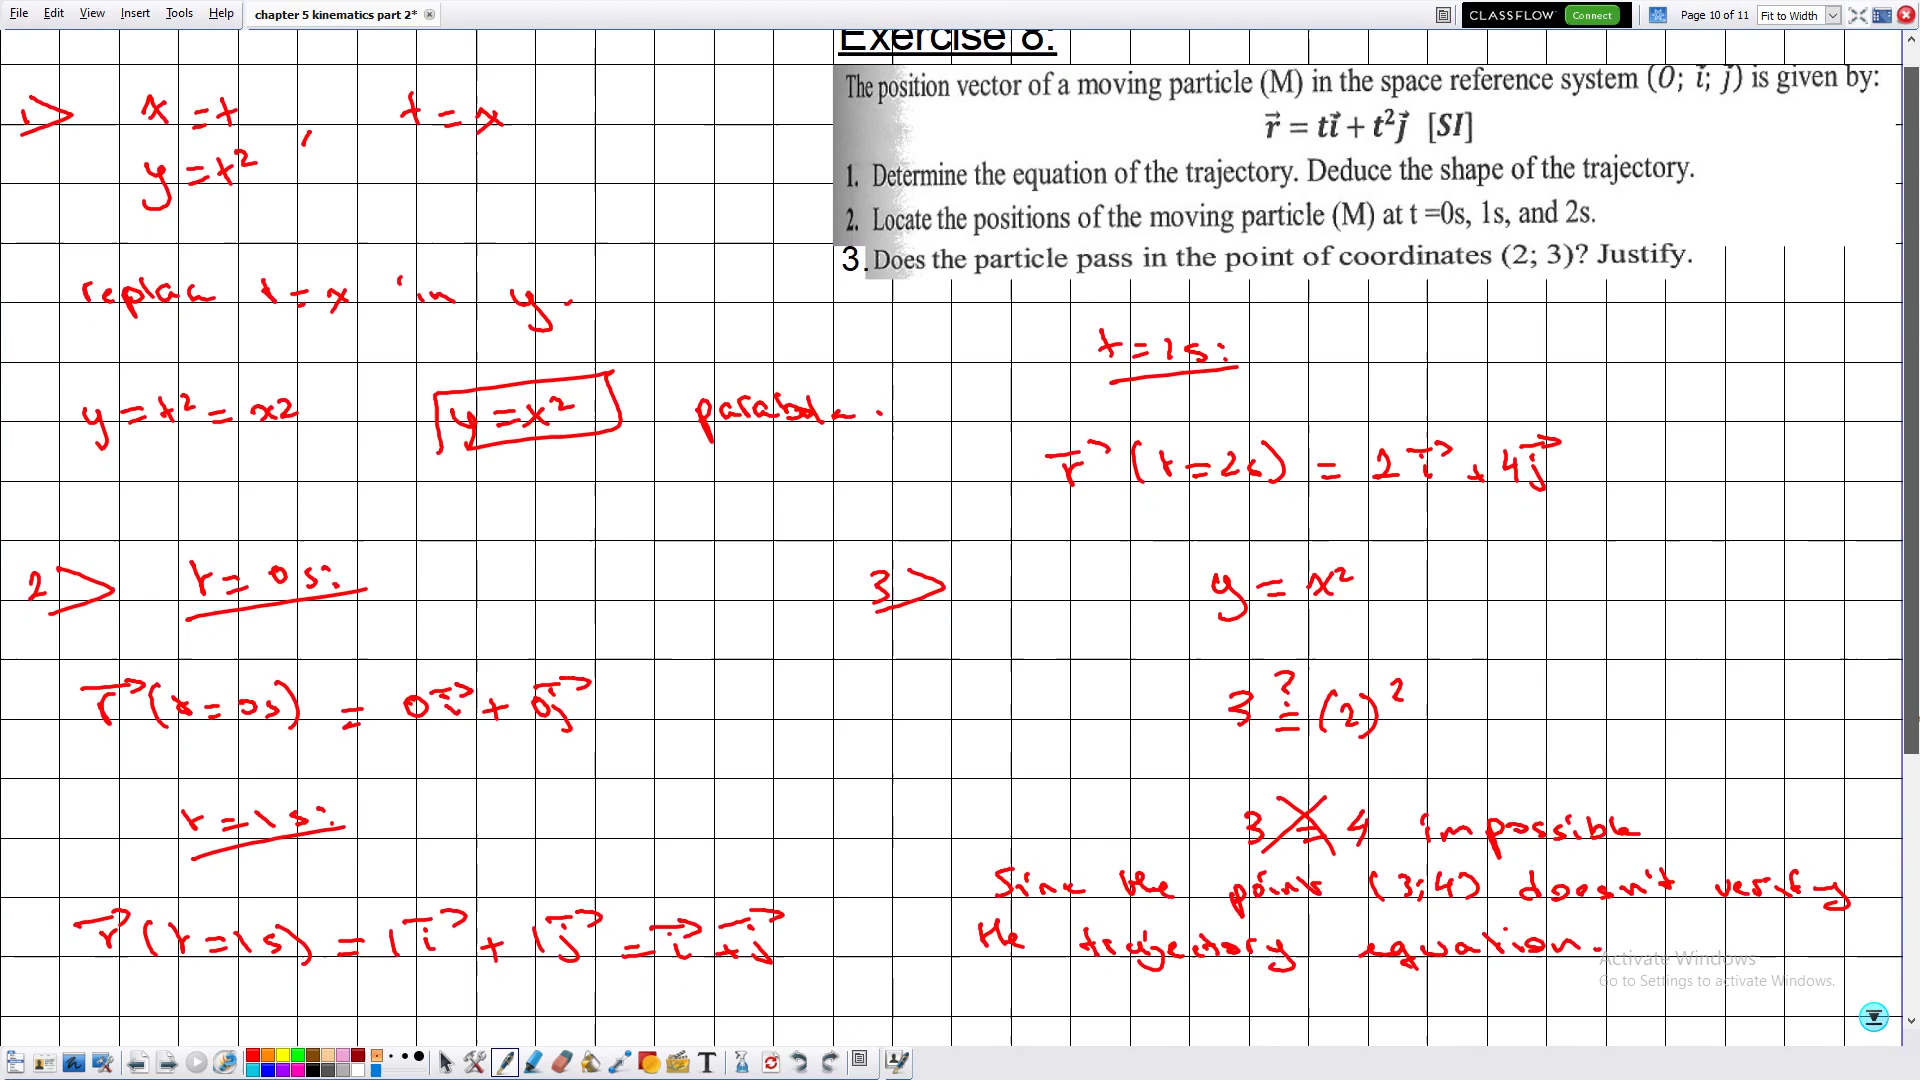 File Edit View Insert Tools Help
chapter 5 kinematics part 2*
CLASSFLOW Connect
Page 10 of 11 Fit to Width
Exercise 8:
The position vector of a moving particle (M) in the space reference system (O; i⃗; j⃗) is given by:
r⃗ = ti⃗ + t²j⃗ [SI]
1. Determine the equation of the trajectory. Deduce the shape of the trajectory.
2. Locate the positions of the moving particle (M) at t =0s, 1s, and 2s.
3. Does the particle pass in the point of coordinates (2; 3)? Justify.
1> x = t , t = x
y = t²
replace t = x in y.
y = t² = x2 y = x² parabola.
2> t = 0s:
r⃗ (t = 0s) = 0i⃗ + 0j⃗
t = 1s:
r⃗ (t = 1s) = 1i⃗ + 1j⃗ = i⃗ + j⃗
t = 1s:
r⃗ (t = 2s) = 2i⃗ + 4j⃗
3> y = x²
3 ?= (2)²
3 = 4 impossible
Sinc the point (3;4) doesn't verify
the trajectory equation.
Activate Windows
Go to Settings to activate Windows.
T